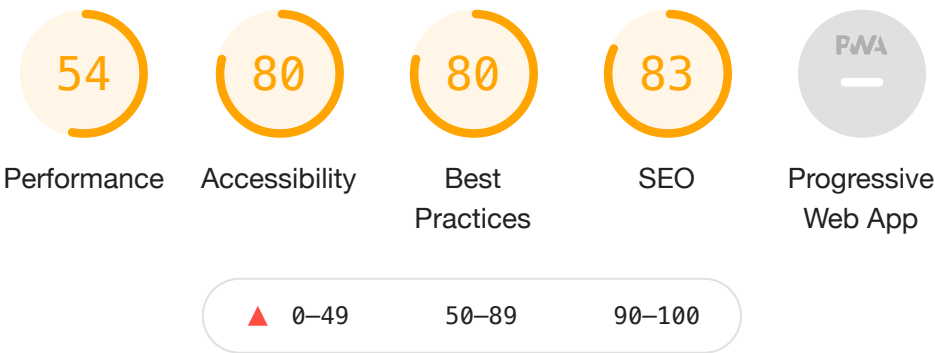 54 80 80 83 PWA
Performance Accessibility Best SEO Progressive
Practices Web App
0–49 50–89 90–100